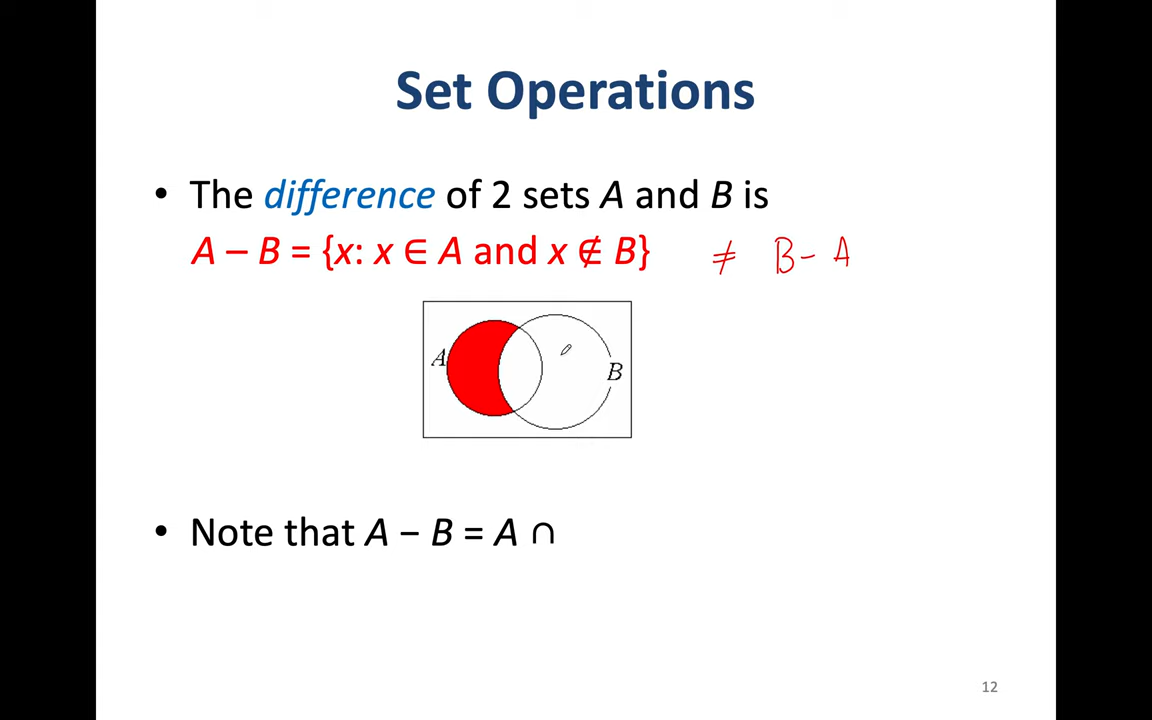 Set Operations
• The difference of 2 sets A and B is
A – B = {x: x ∈ A and x ∉ B} ≠ B - A
A
B
• Note that A − B = A ∩
12